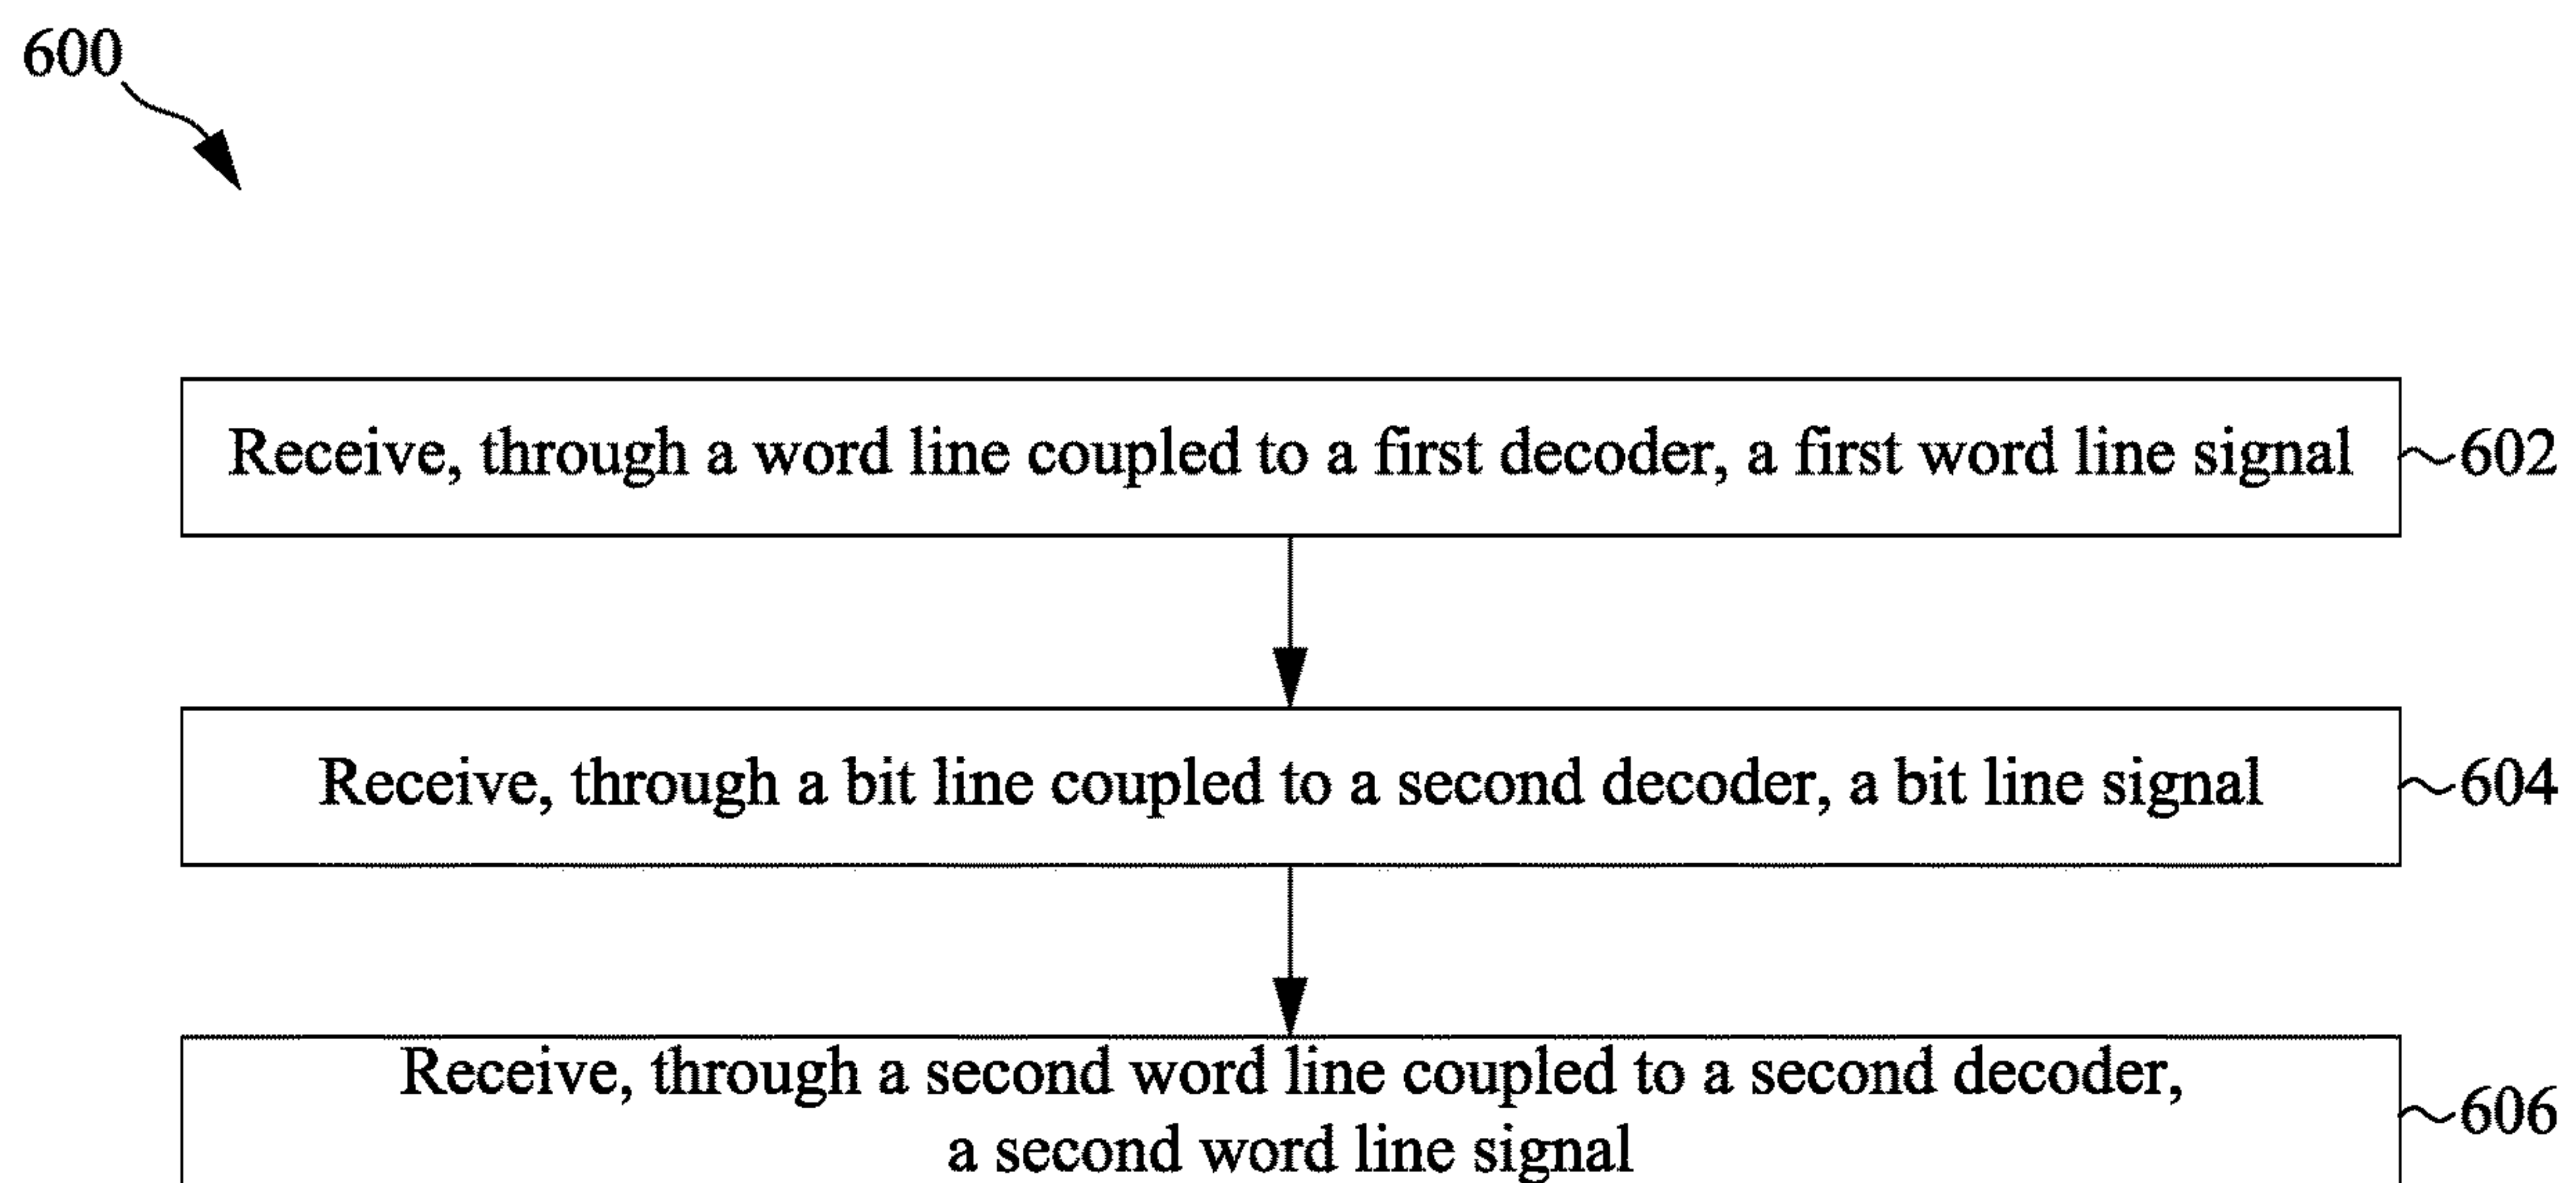 600
Receive, through a word line coupled to a first decoder, a first word line signal
602
Receive, through a bit line coupled to a second decoder, a bit line signal
604
Receive, through a second word line coupled to a second decoder,
a second word line signal
606